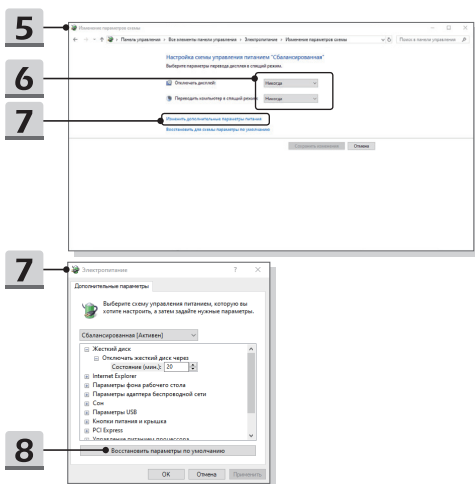 5
Изменение параметров схемы
Панель управления › Все элементы панели управления › Электропитание › Изменение параметров схемы
Поиск в панели управления
Настройка схемы управления питанием "Сбалансированная"
Выберите параметры перевода дисплея в спящий режим.
6
Отключать дисплей: Никогда
Переводить компьютер в спящий режим: Никогда
7
Изменить дополнительные параметры питания
Восстановить для схемы параметры по умолчанию
Сохранить изменения Отмена
7
Электропитание ?
Дополнительные параметры
Выберите схему управления питанием, которую вы
хотите настроить, а затем задайте нужные параметры.
Сбалансированная [Активен]
Жесткий диск
Отключать жесткий диск через
Состояние (мин.): 20
Internet Explorer
Параметры фона рабочего стола
Параметры адаптера беспроводной сети
Сон
Параметры USB
Кнопки питания и крышка
PCI Express
Управление питанием процессора
8
Восстановить параметры по умолчанию
ОК Отмена Применить